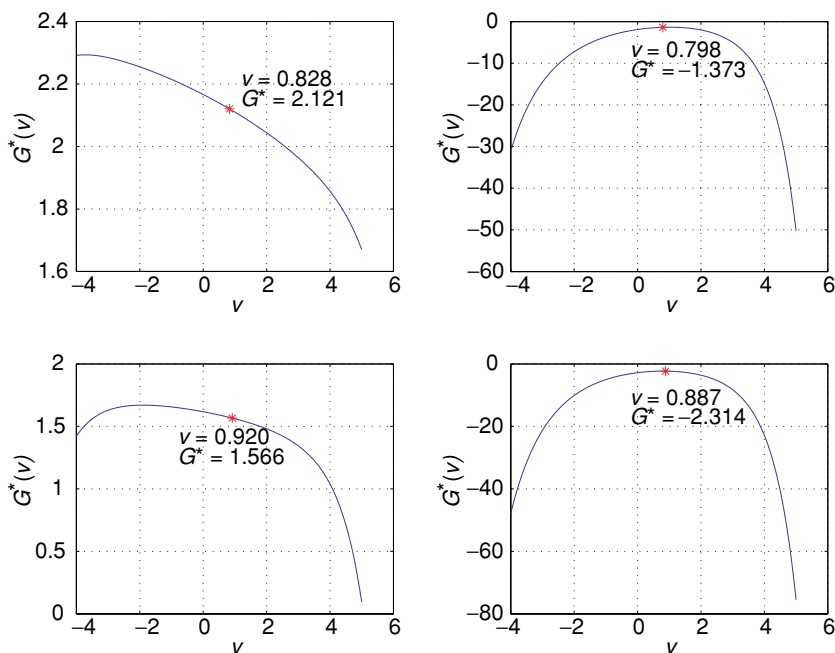 2.4
2.2
2
1.8
1.6
G*(v)
v = 0.828
G* = 2.121
−4 −2 0 2 4 6
v
0
−10
−20
−30
−40
−50
−60
G*(v)
v = 0.798
G* = −1.373
−4 −2 0 2 4 6
v
2
1.5
1
0.5
0
G*(v)
v = 0.920
G* = 1.566
−4 −2 0 2 4 6
v
0
−20
−40
−60
−80
G*(v)
v = 0.887
G* = −2.314
−4 −2 0 2 4 6
v